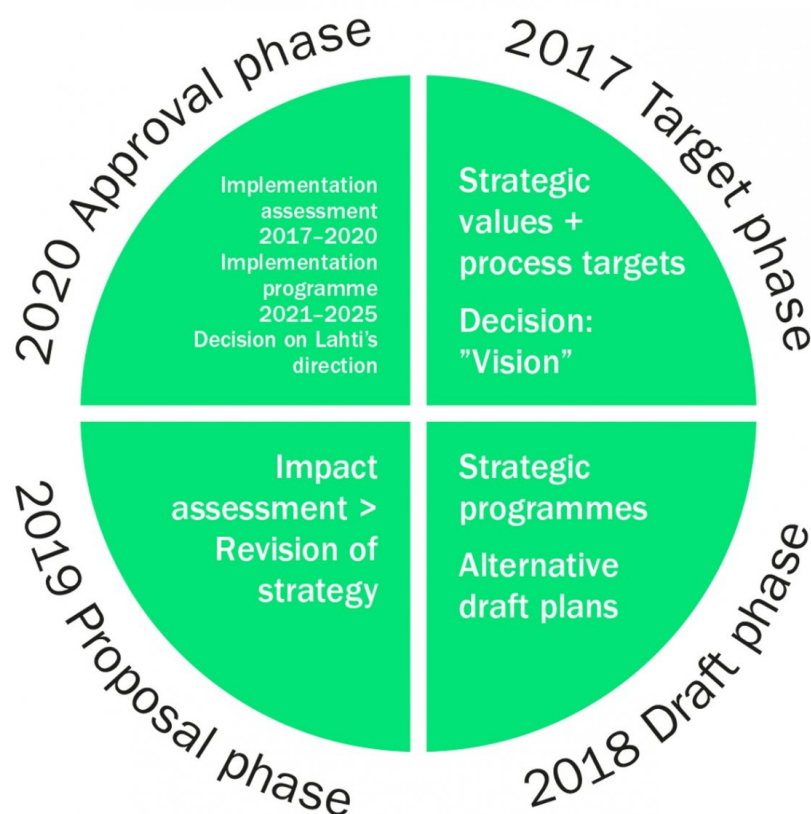 2017 Target phase
Strategic
values +
process targets
Decision:
”Vision”
2018 Draft phase
Strategic
programmes
Alternative
draft plans
2019 Proposal phase
Impact
assessment >
Revision of
strategy
2020 Approval phase
Implementation
assessment
2017–2020
Implementation
programme
2021–2025
Decision on Lahti’s
direction